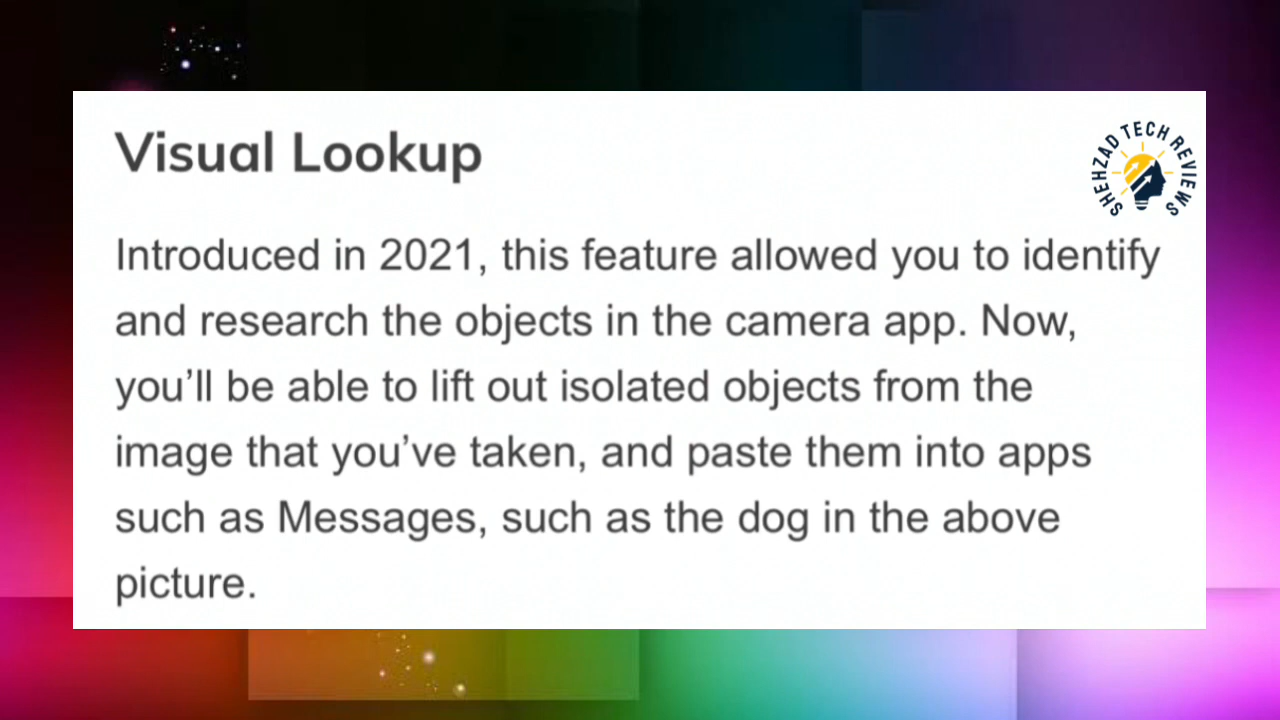 Visual Lookup
SHEHZAD TECH REVIEWS
Introduced in 2021, this feature allowed you to identify
and research the objects in the camera app. Now,
you’ll be able to lift out isolated objects from the
image that you’ve taken, and paste them into apps
such as Messages, such as the dog in the above
picture.